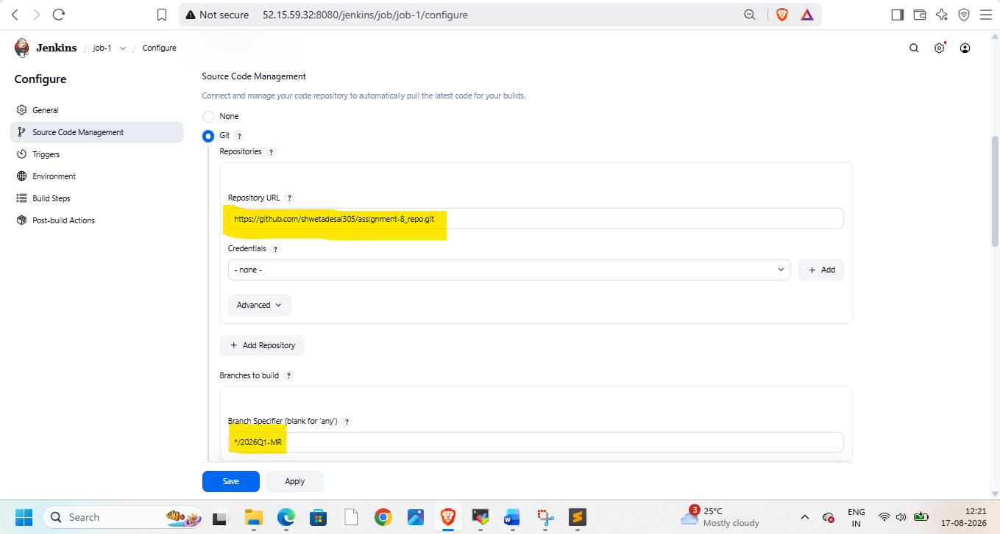 Not secure 52.15.59.32:8080/jenkins/job/job-1/configure
Jenkins / job-1 / Configure
Configure
General
Source Code Management
Triggers
Environment
Build Steps
Post-build Actions
Source Code Management
Connect and manage your code repository to automatically pull the latest code for your builds.
None
Git ?
Repositories ?
Repository URL ?
https://github.com/shwetadesai305/assignment-8_repo.git
Credentials ?
- none -
+ Add
Advanced
+ Add Repository
Branches to build ?
Branch Specifier (blank for 'any') ?
*/2026Q1-MR
Save Apply
Search
3
25°C
Mostly cloudy
ENG
IN
12:21
17-08-2026